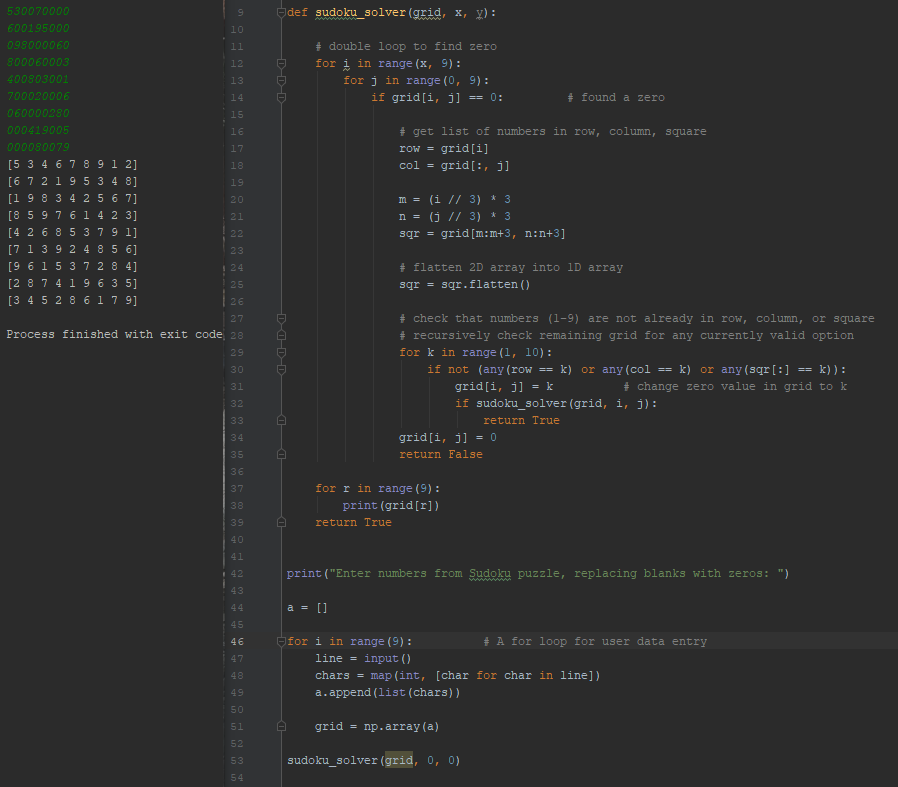 530070000
600195000
098000060
800060003
400803001
700020006
060000280
000419005
000080079
[5 3 4 6 7 8 9 1 2]
[6 7 2 1 9 5 3 4 8]
[1 9 8 3 4 2 5 6 7]
[8 5 9 7 6 1 4 2 3]
[4 2 6 8 5 3 7 9 1]
[7 1 3 9 2 4 8 5 6]
[9 6 1 5 3 7 2 8 4]
[2 8 7 4 1 9 6 3 5]
[3 4 5 2 8 6 1 7 9]
Process finished with exit code
9 def sudoku_solver(grid, x, y):
10
11 # double loop to find zero
12 for i in range(x, 9):
13 for j in range(0, 9):
14 if grid[i, j] == 0: # found a zero
15
16 # get list of numbers in row, column, square
17 row = grid[i]
18 col = grid[:, j]
19
20 m = (i // 3) * 3
21 n = (j // 3) * 3
22 sqr = grid[m:m+3, n:n+3]
23
24 # flatten 2D array into 1D array
25 sqr = sqr.flatten()
26
27 # check that numbers (1-9) are not already in row, column, or square
28 # recursively check remaining grid for any currently valid option
29 for k in range(1, 10):
30 if not (any(row == k) or any(col == k) or any(sqr[:] == k)):
31 grid[i, j] = k # change zero value in grid to k
32 if sudoku_solver(grid, i, j):
33 return True
34 grid[i, j] = 0
35 return False
36
37 for r in range(9):
38 print(grid[r])
39 return True
40
41
42 print("Enter numbers from Sudoku puzzle, replacing blanks with zeros: ")
43
44 a = []
45
46 for i in range(9): # A for loop for user data entry
47 line = input()
48 chars = map(int, [char for char in line])
49 a.append(list(chars))
50
51 grid = np.array(a)
52
53 sudoku_solver(grid, 0, 0)
54